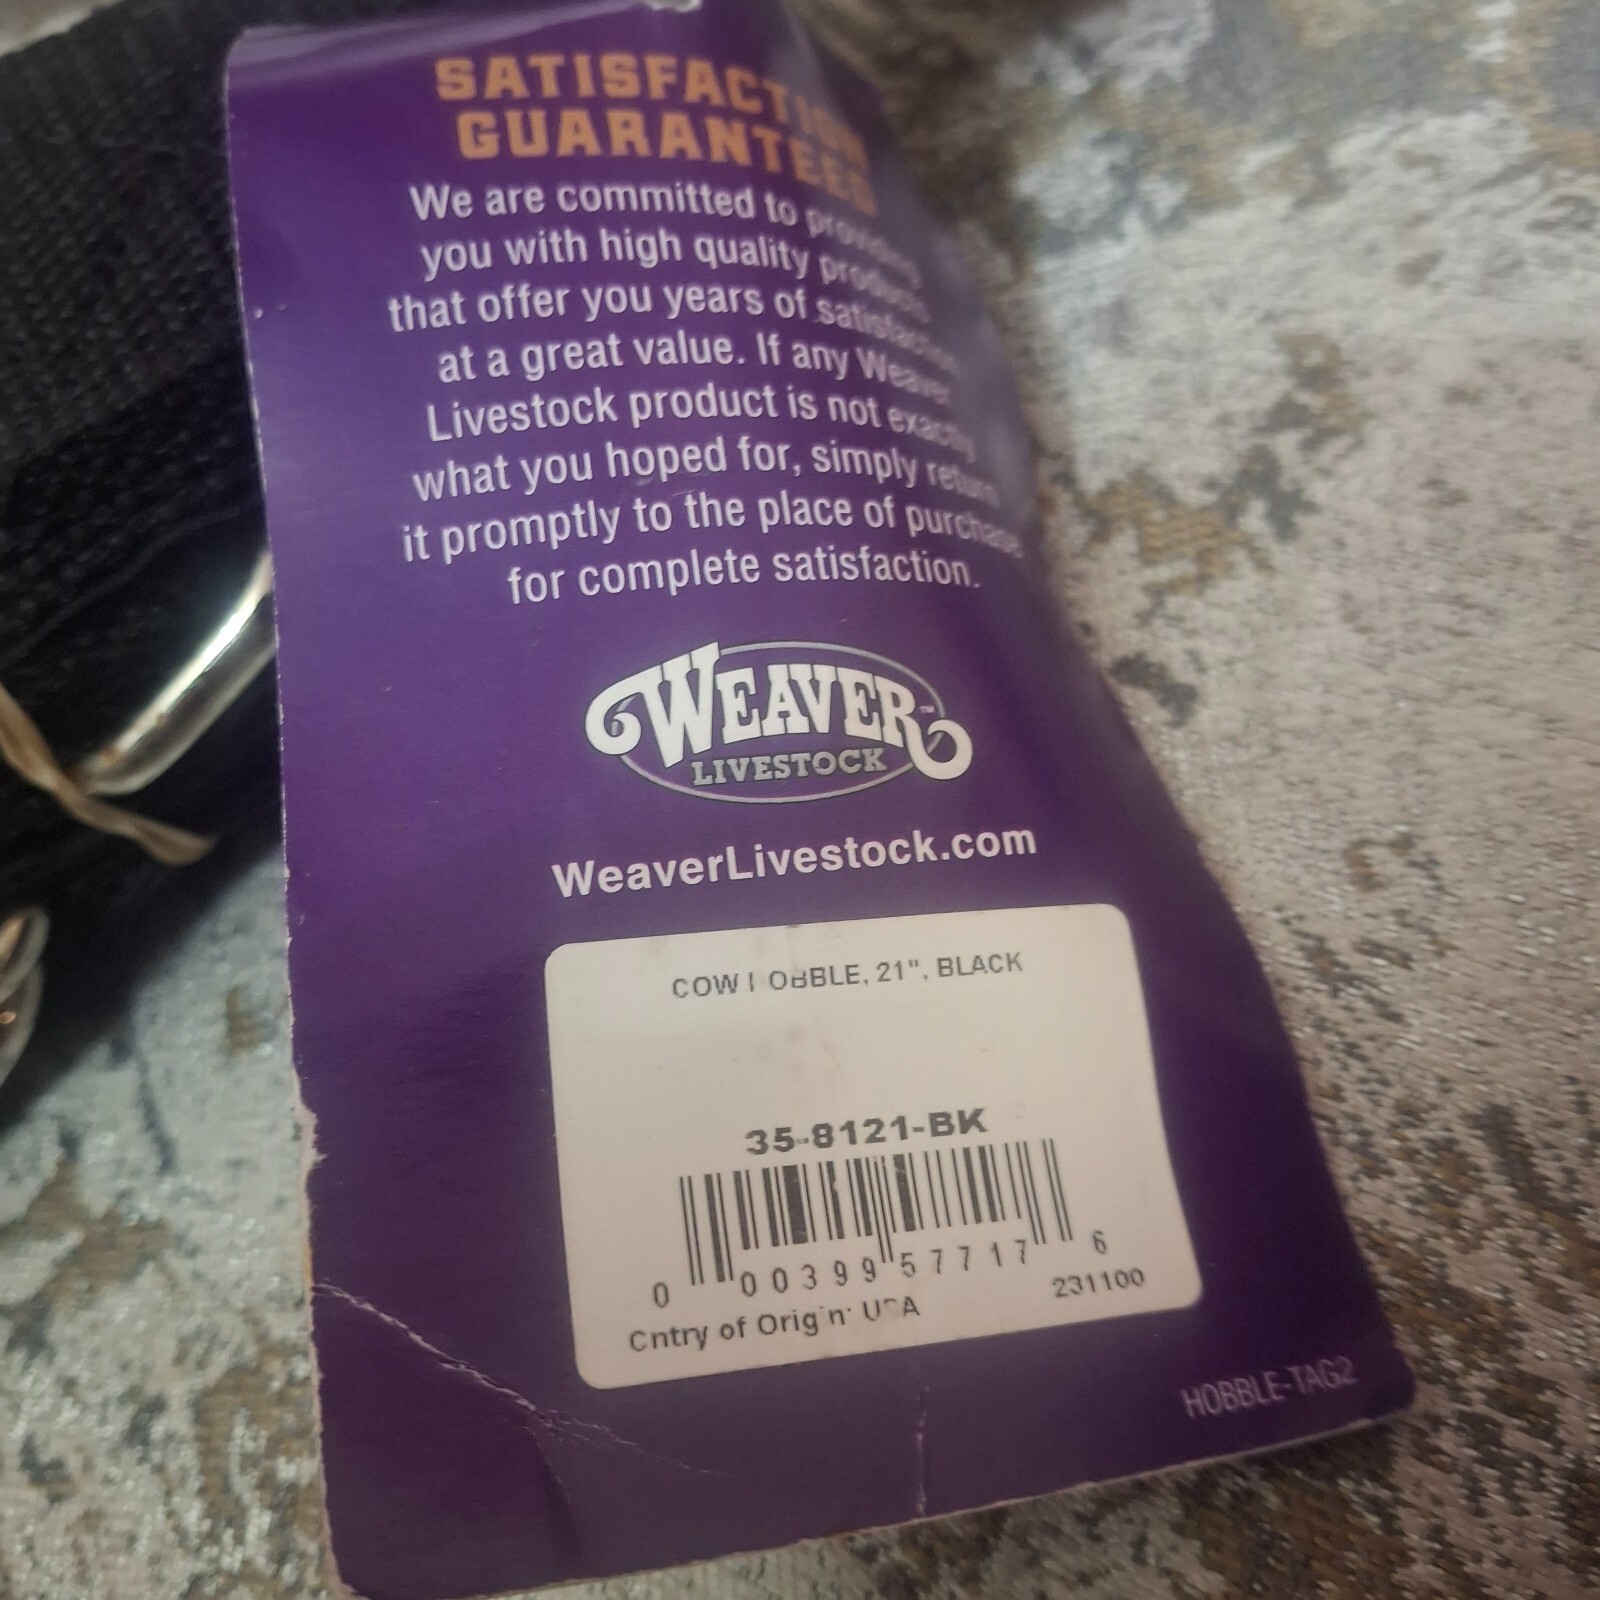 SATISFACTION
GUARANTEED
We are committed to providing
you with high quality products
that offer you years of satisfaction
at a great value. If any Weaver
Livestock product is not exactly
what you hoped for, simply return
it promptly to the place of purchase
for complete satisfaction.
WEAVER™
LIVESTOCK
WeaverLivestock.com
COW HOBBLE, 21", BLACK
35-8121-BK
0 00399 57717 6
231100
Cntry of Origin: USA
HOBBLE-TAG2